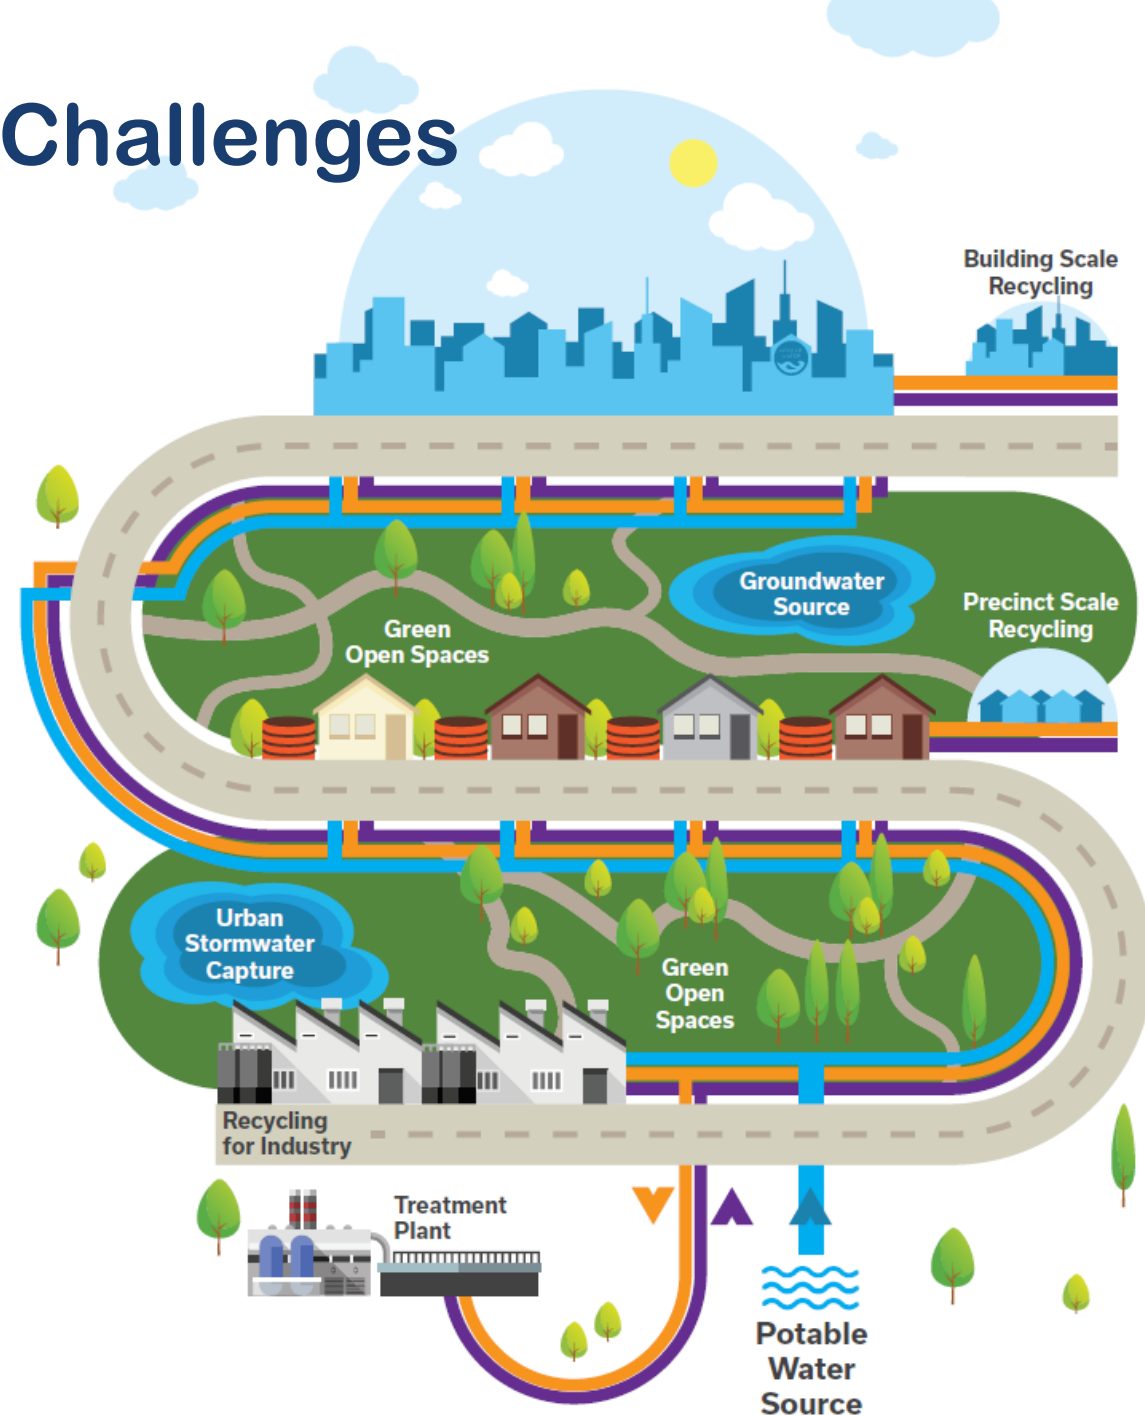 Challenges
Building Scale
Recycling
Groundwater
Source
Precinct Scale
Recycling
Green
Open Spaces
Urban
Stormwater
Capture
Green
Open
Spaces
Recycling
for Industry
Treatment
Plant
Potable
Water
Source